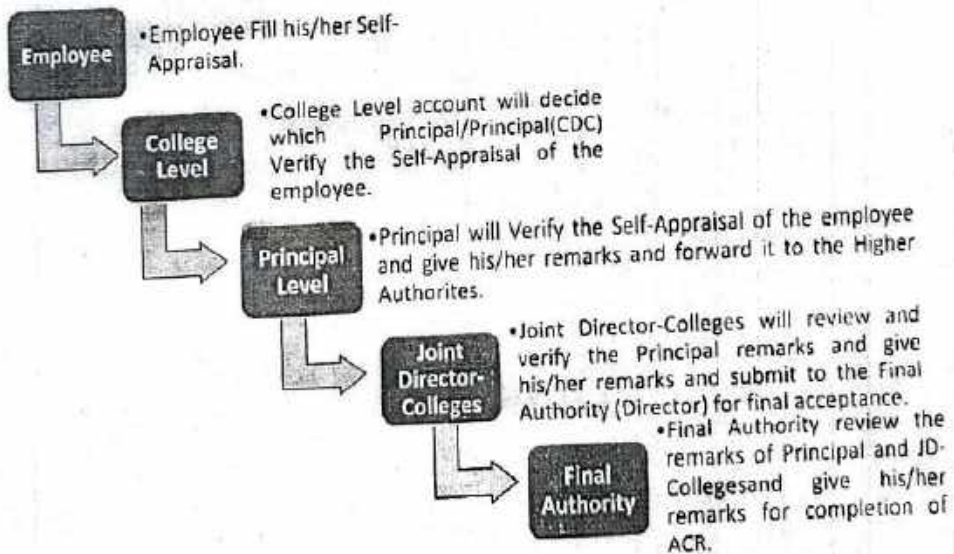 Employee
•Employee Fill his/her Self-
Appraisal.
College
Level
•College Level account will decide
which Principal/Principal(CDC)
Verify the Self-Appraisal of the
employee.
Principal
Level
•Principal will Verify the Self-Appraisal of the employee
and give his/her remarks and forward it to the Higher
Authorites.
Joint
Director-
Colleges
•Joint Director-Colleges will review and
verify the Principal remarks and give
his/her remarks and submit to the Final
Authority (Director) for final acceptance.
Final
Authority
•Final Authority review the
remarks of Principal and JD-
Collegesand give his/her
remarks for completion of
ACR.